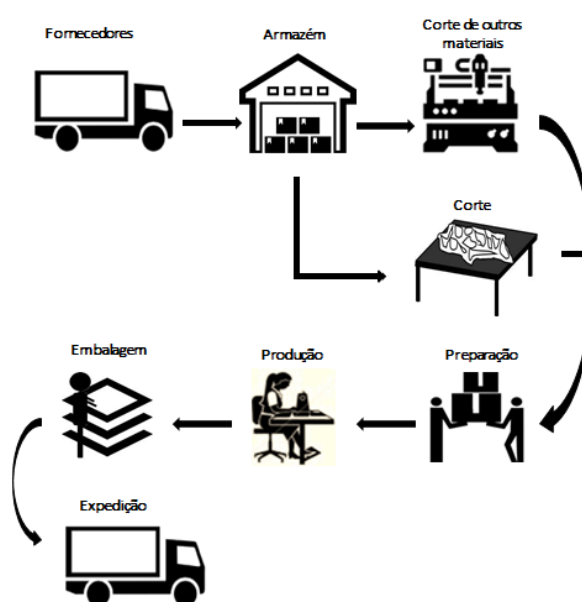 Fornecedores
Armazém
Corte de outros
materiais
Corte
Embalagem
Produção
Preparação
Expedição